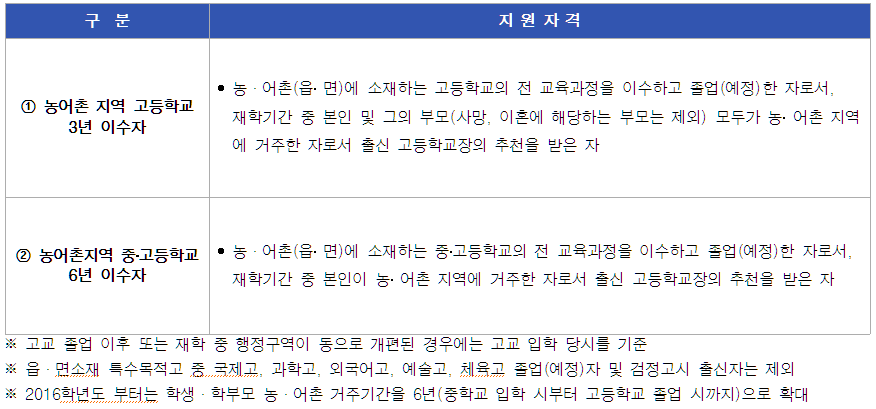 구 분
지 원 자 격
① 농어촌 지역 고등학교
3년 이수자
• 농·어촌(읍·면)에 소재하는 고등학교의 전 교육과정을 이수하고 졸업(예정)한 자로서,
재학기간 중 본인 및 그의 부모(사망, 이혼에 해당하는 부모는 제외) 모두가 농·어촌 지역
에 거주한 자로서 출신 고등학교장의 추천을 받은 자
② 농어촌지역 중·고등학교
6년 이수자
• 농·어촌(읍·면)에 소재하는 중·고등학교의 전 교육과정을 이수하고 졸업(예정)한 자로서,
재학기간 중 본인이 농·어촌 지역에 거주한 자로서 출신 고등학교장의 추천을 받은 자
※ 고교 졸업 이후 또는 재학 중 행정구역이 동으로 개편된 경우에는 고교 입학 당시를 기준
※ 읍·면소재 특수목적고 중 국제고, 과학고, 외국어고, 예술고, 체육고 졸업(예정)자 및 검정고시 출신자는 제외
※ 2016학년도 부터는 학생·학부모 농·어촌 거주기간을 6년(중학교 입학 시부터 고등학교 졸업 시까지)으로 확대